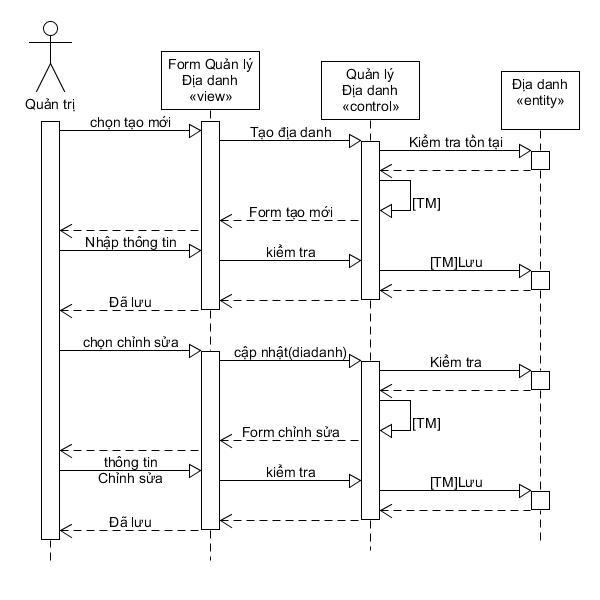 Quản trị
Form Quản lý
Địa danh
«view»
Quản lý
Địa danh
«control»
Địa danh
«entity»
chọn tạo mới
Tạo địa danh
Kiểm tra tồn tại
[TM]
Form tạo mới
Nhập thông tin
kiểm tra
[TM]Lưu
Đã lưu
chọn chỉnh sửa
cập nhật(diadanh)
Kiểm tra
[TM]
Form chỉnh sửa
thông tin
Chỉnh sửa
kiểm tra
[TM]Lưu
Đã lưu